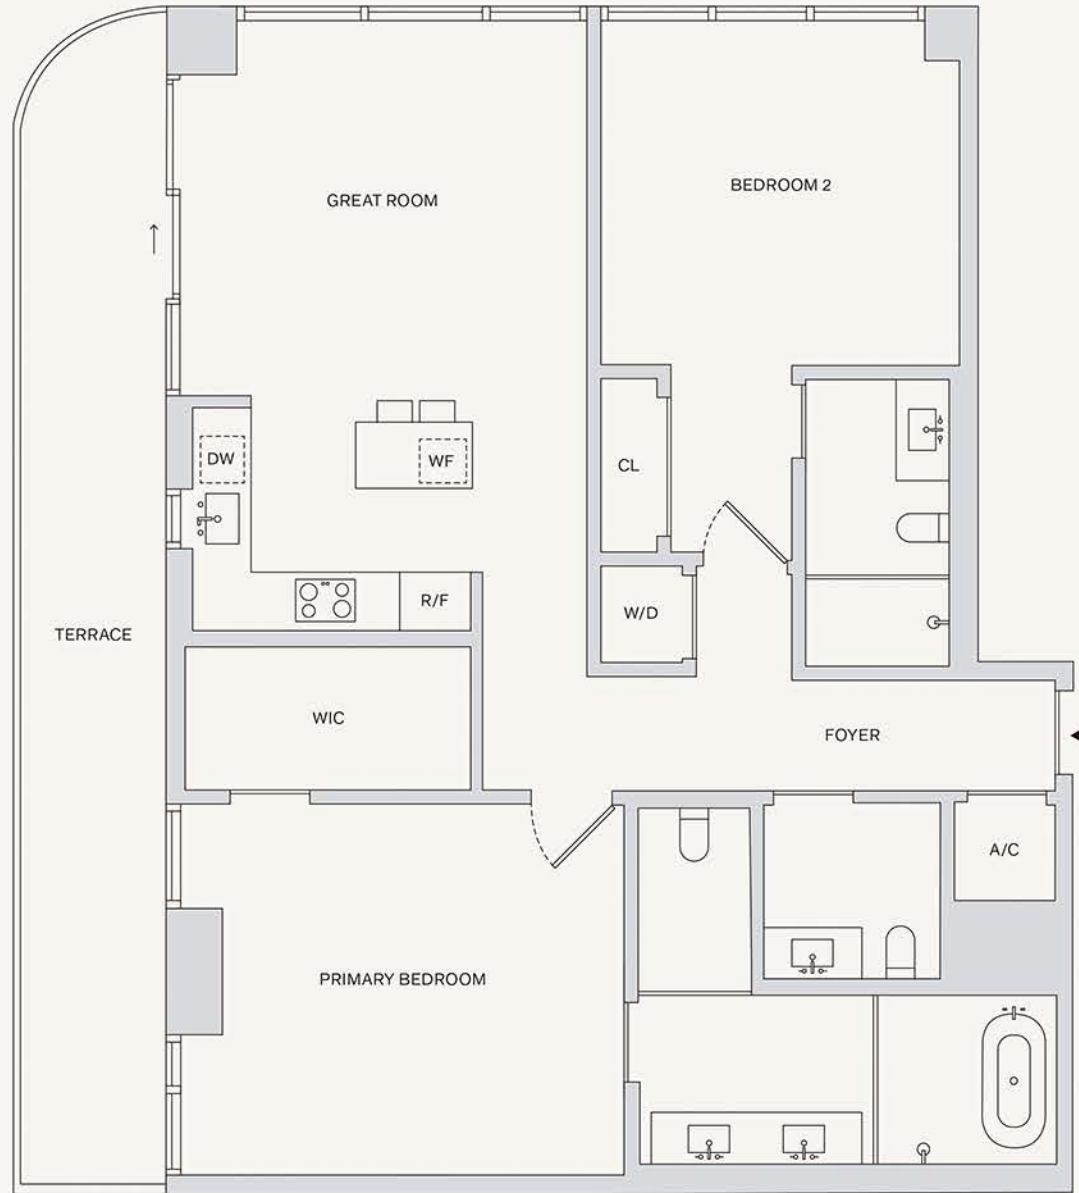 BEDROOM 2
GREAT ROOM
DW
WF
CL
R/F
W/D
TERRACE
WIC
FOYER
A/C
PRIMARY BEDROOM